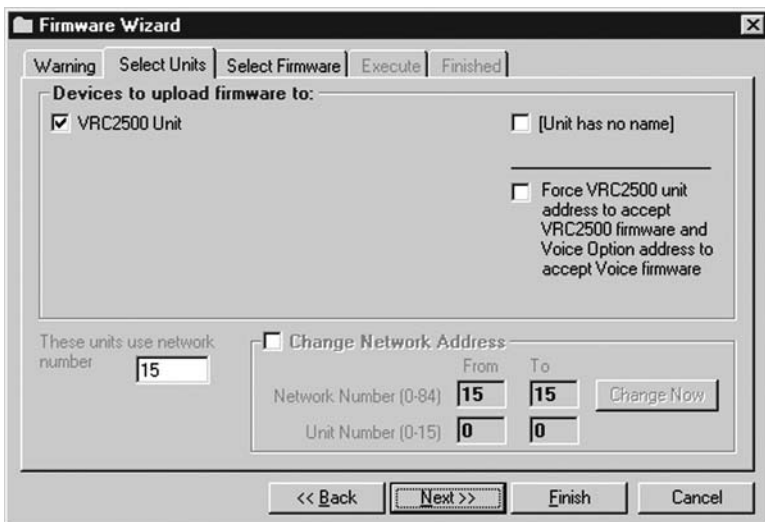 Firmware Wizard
Warning Select Units Select Firmware Execute Finished
Devices to upload firmware to:
VRC2500 Unit
[Unit has no name]
Force VRC2500 unit
address to accept
VRC2500 firmware and
Voice Option address to
accept Voice firmware
These units use network
number 15
Change Network Address
From To
Network Number (0-84) 15 15 Change Now
Unit Number (0-15) 0 0
<< Back Next >> Finish Cancel